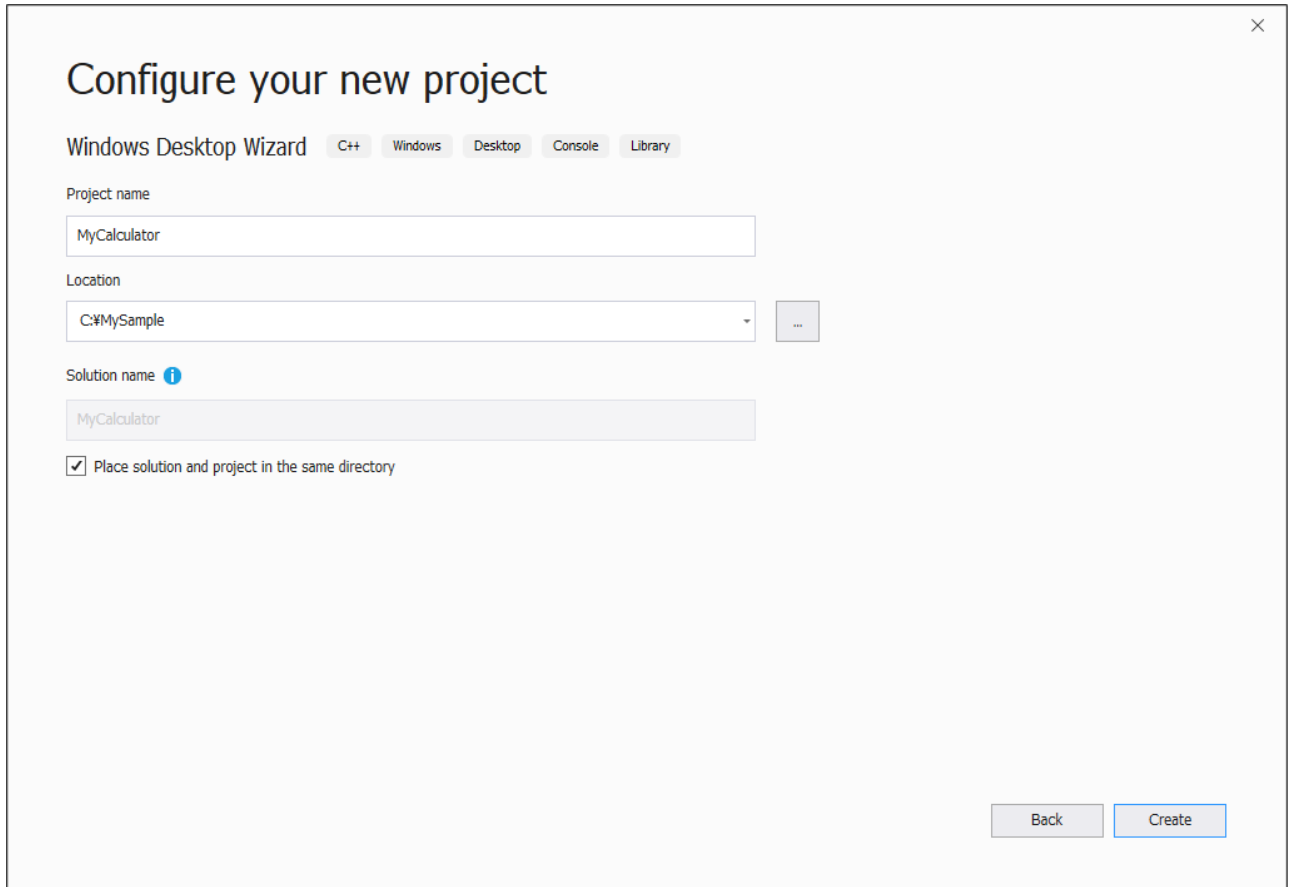 Configure your new project
Windows Desktop Wizard C++ Windows Desktop Console Library
Project name
MyCalculator
Location
C:¥MySample
...
Solution name i
MyCalculator
Place solution and project in the same directory
Back Create